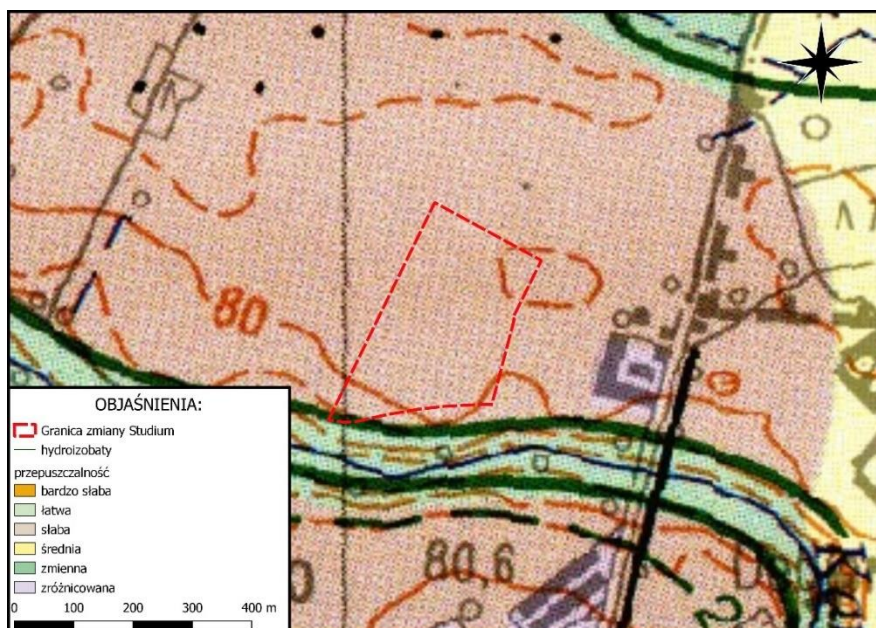 80
OBJAŚNIENIA:
Granica zmiany Studium
hydroizobaty
przepuszczalność
bardzo słaba
łatwa
słaba
średnia
zmienna
zróżnicowana
0 100 200 300 400 m
80,6
2